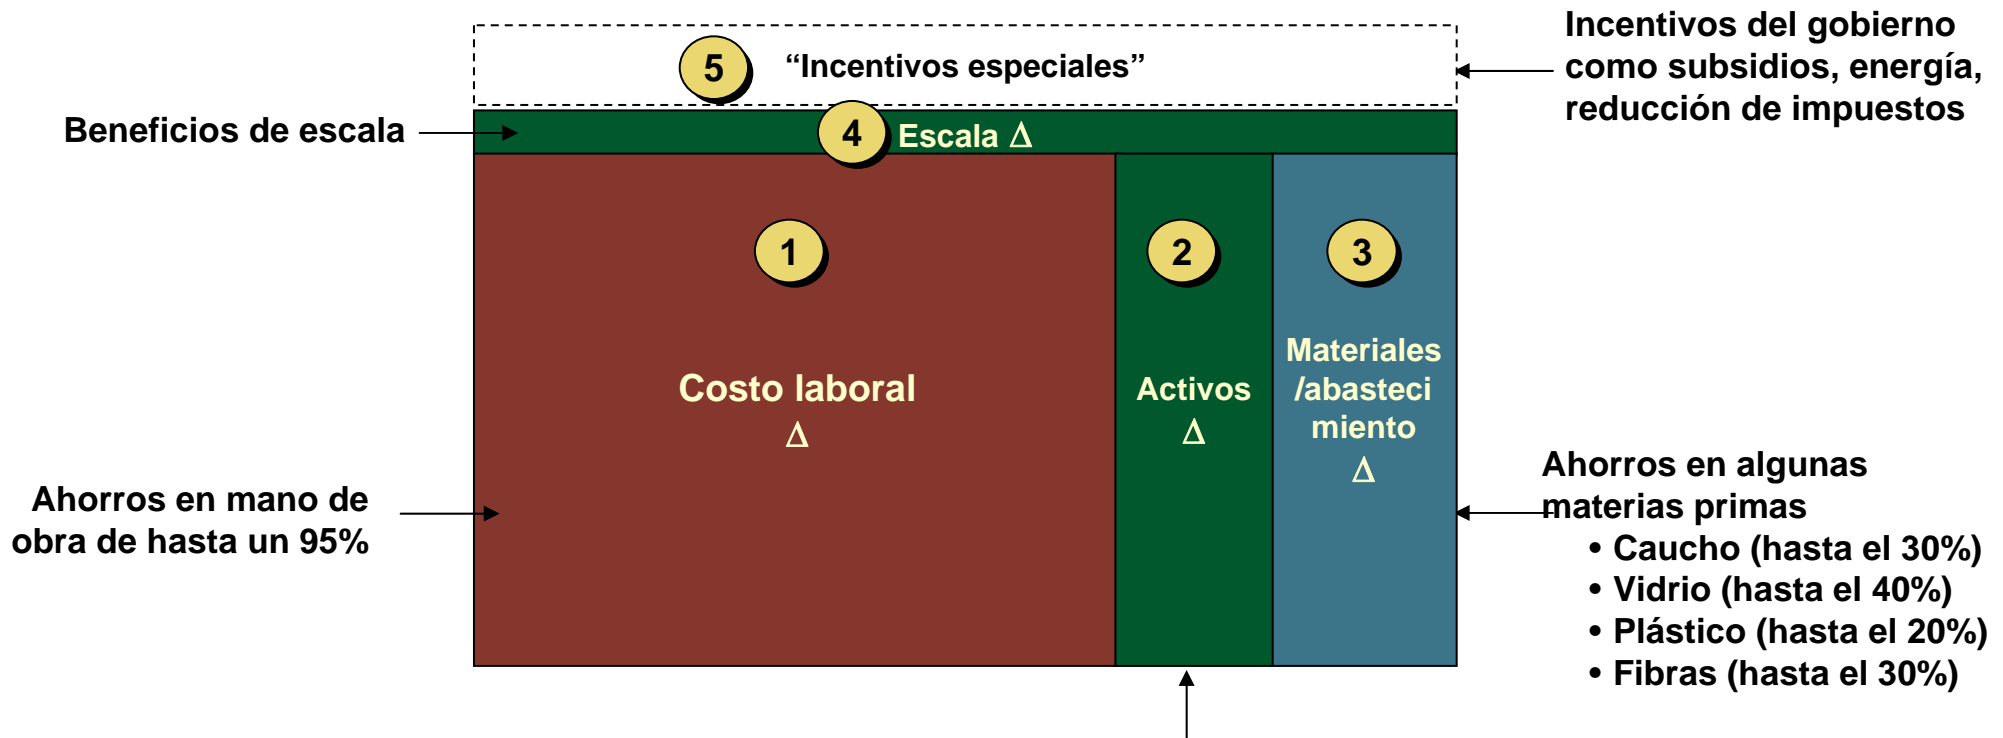 Incentivos del gobierno
como subsidios, energía,
reducción de impuestos
5
“Incentivos especiales”
Beneficios de escala
4
Escala Δ
1
2
3
Costo laboral
Δ
Activos
Δ
Materiales
/abasteci
miento
Δ
Ahorros en mano de
obra de hasta un 95%
Ahorros en algunas
materias primas
• Caucho (hasta el 30%)
• Vidrio (hasta el 40%)
• Plástico (hasta el 20%)
• Fibras (hasta el 30%)